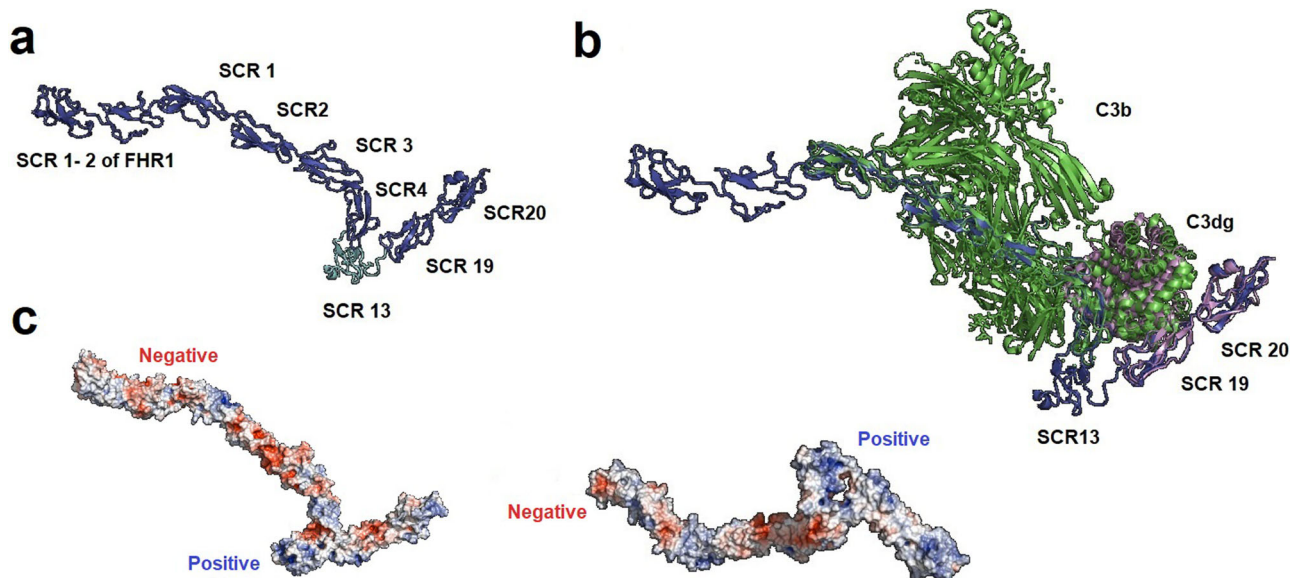 a
SCR 1
SCR2
SCR 3
SCR4
SCR20
SCR 1- 2 of FHR1
SCR 19
SCR 13
b
C3b
C3dg
SCR 20
SCR 19
SCR13
c
Negative
Positive
Positive
Negative